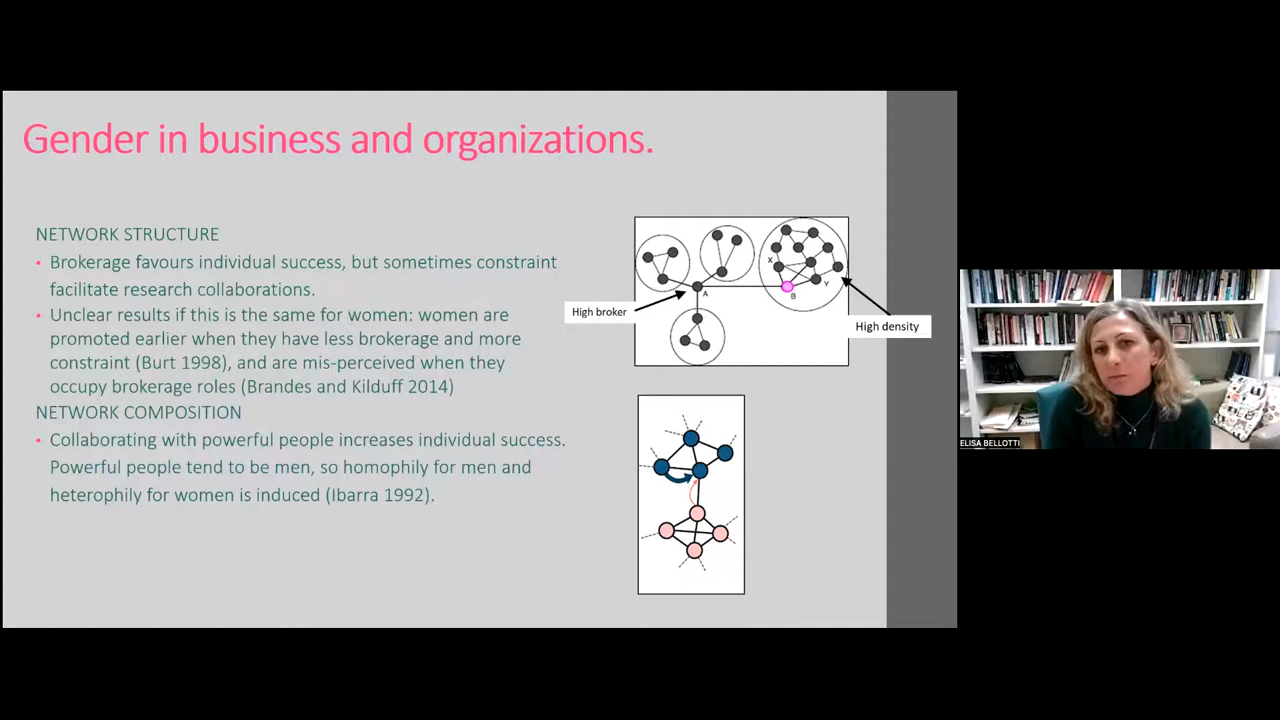 Gender in business and organizations.
NETWORK STRUCTURE
• Brokerage favours individual success, but sometimes constraint
facilitate research collaborations.
• Unclear results if this is the same for women: women are
promoted earlier when they have less brokerage and more
constraint (Burt 1998), and are mis-perceived when they
occupy brokerage roles (Brandes and Kilduff 2014)
NETWORK COMPOSITION
• Collaborating with powerful people increases individual success.
Powerful people tend to be men, so homophily for men and
heterophily for women is induced (Ibarra 1992).
X
A
B
Y
High broker
High density
ELISA BELLOTTI